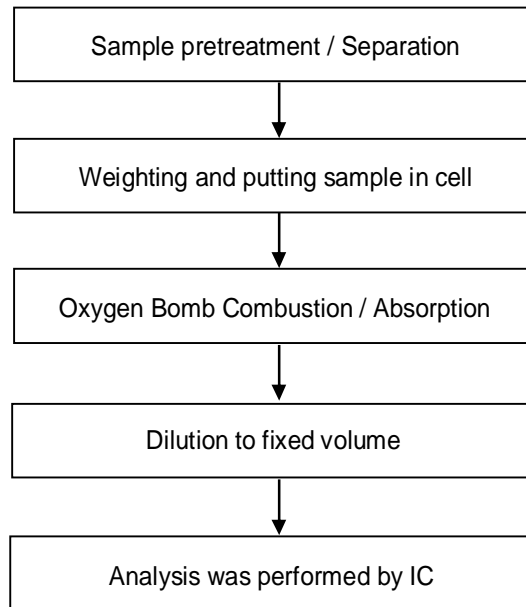 Sample pretreatment / Separation
Weighting and putting sample in cell
Oxygen Bomb Combustion / Absorption
Dilution to fixed volume
Analysis was performed by IC